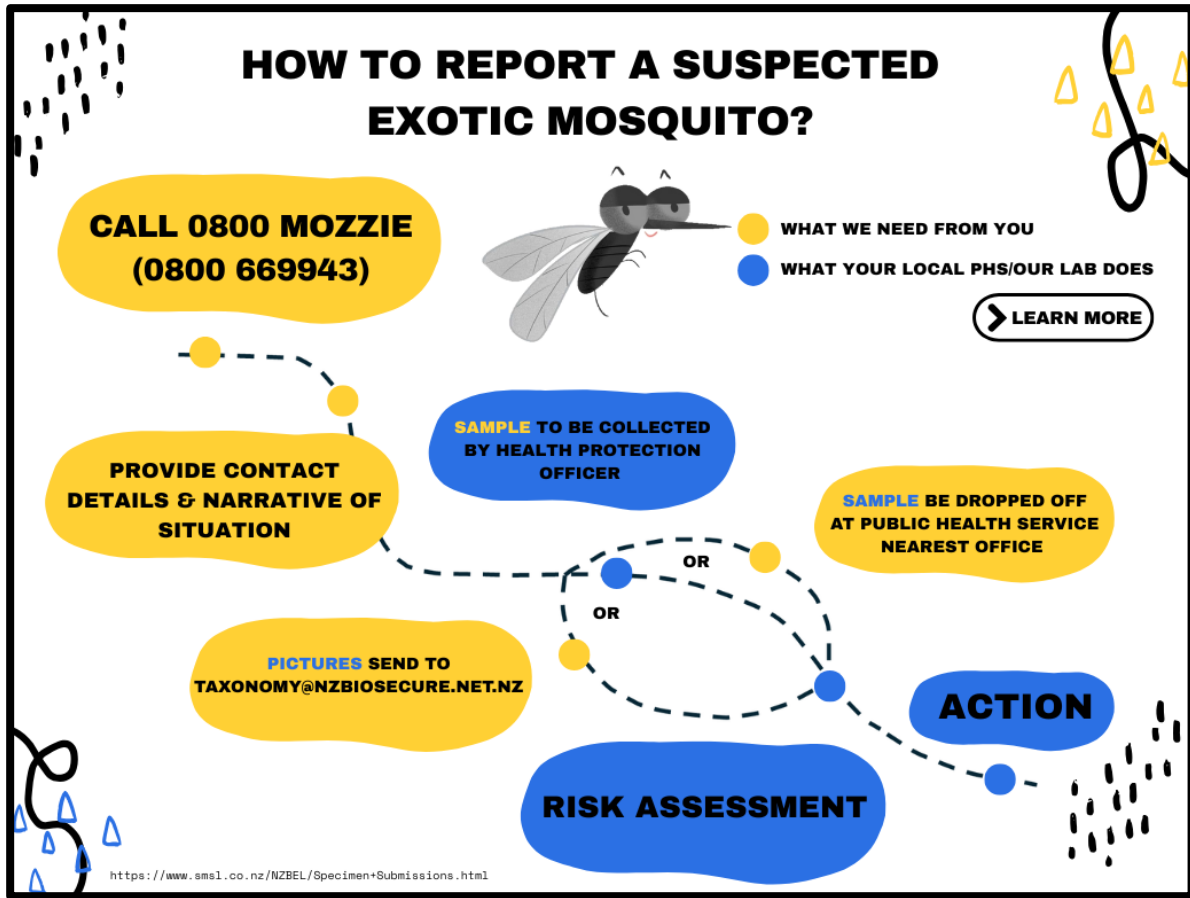 HOW TO REPORT A SUSPECTED
EXOTIC MOSQUITO?
CALL 0800 MOZZIE
(0800 669943)
WHAT WE NEED FROM YOU
WHAT YOUR LOCAL PHS/OUR LAB DOES
LEARN MORE
PROVIDE CONTACT
DETAILS & NARRATIVE OF
SITUATION
SAMPLE TO BE COLLECTED
BY HEALTH PROTECTION
OFFICER
SAMPLE BE DROPPED OFF
AT PUBLIC HEALTH SERVICE
NEAREST OFFICE
OR
OR
PICTURES SEND TO
TAXONOMY@NZBIOSECURE.NET.NZ
RISK ASSESSMENT
ACTION
https://www.smsl.co.nz/NZBEL/Specimen+Submissions.html